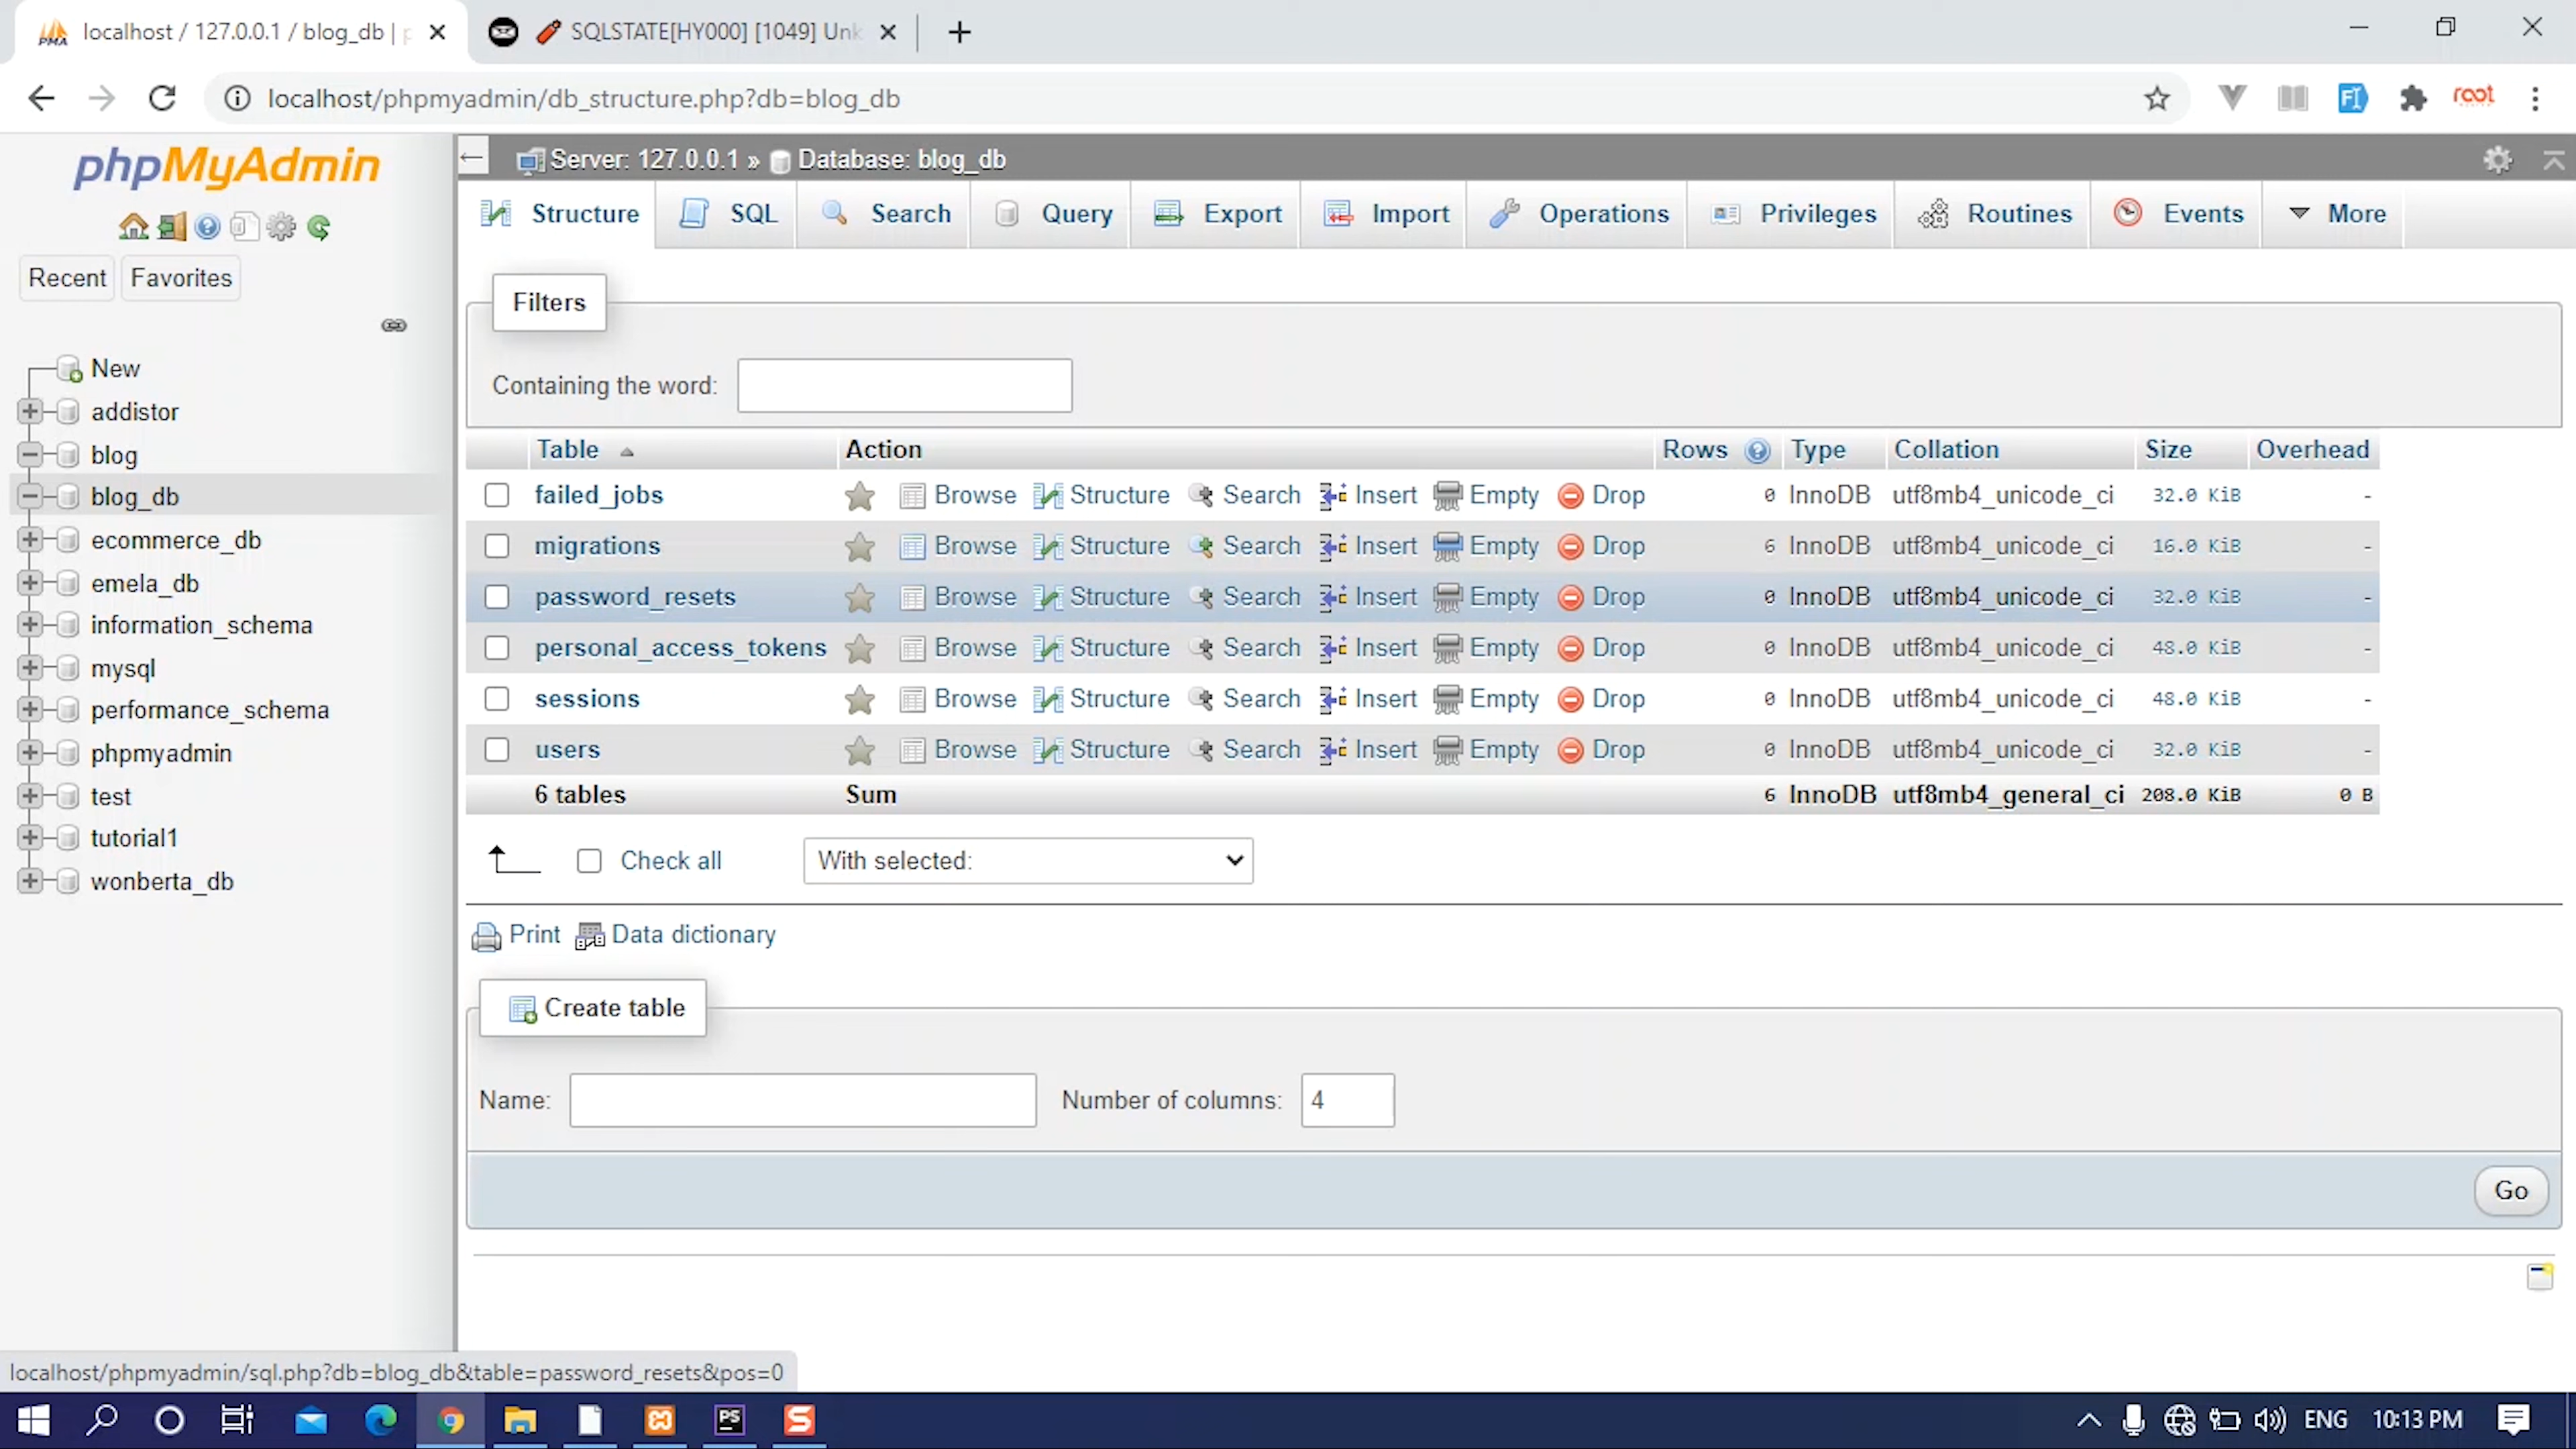 localhost / 127.0.0.1 / blog_db |
SQLSTATE[HY000] [1049] Unk
localhost/phpmyadmin/db_structure.php?db=blog_db
root
phpMyAdmin
Recent Favorites
New
addistor
blog
blog_db
ecommerce_db
emela_db
information_schema
mysql
performance_schema
phpmyadmin
test
tutorial1
wonberta_db
Server: 127.0.0.1 » Database: blog_db
Structure SQL Search Query Export Import Operations Privileges Routines Events More
Filters
Containing the word:
Table Action Rows Type Collation Size Overhead
failed_jobs Browse Structure Search Insert Empty Drop 0 InnoDB utf8mb4_unicode_ci 32.0 KiB -
migrations Browse Structure Search Insert Empty Drop 6 InnoDB utf8mb4_unicode_ci 16.0 KiB -
password_resets Browse Structure Search Insert Empty Drop 0 InnoDB utf8mb4_unicode_ci 32.0 KiB -
personal_access_tokens Browse Structure Search Insert Empty Drop 0 InnoDB utf8mb4_unicode_ci 48.0 KiB -
sessions Browse Structure Search Insert Empty Drop 0 InnoDB utf8mb4_unicode_ci 48.0 KiB -
users Browse Structure Search Insert Empty Drop 0 InnoDB utf8mb4_unicode_ci 32.0 KiB -
6 tables Sum 6 InnoDB utf8mb4_general_ci 208.0 KiB 0 B
Check all With selected:
Print Data dictionary
Create table
Name: Number of columns: 4
Go
localhost/phpmyadmin/sql.php?db=blog_db&table=password_resets&pos=0
ENG 10:13 PM